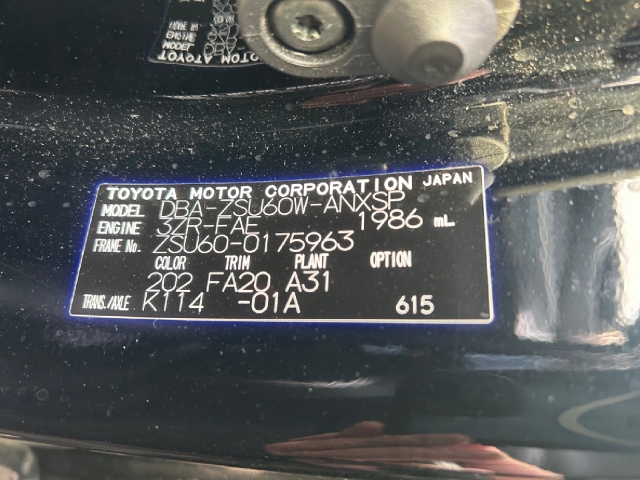 TOYOTA MOTOR CORPORATION JAPAN
MODEL DBA-ZSU60W-ANXSP
ENGINE 3ZR-FAE 1986 mL
FRAME No. ZSU60-0175963
COLOR TRIM PLANT OPTION
202 FA20 A31
TRANS./AXLE K114 -01A 615